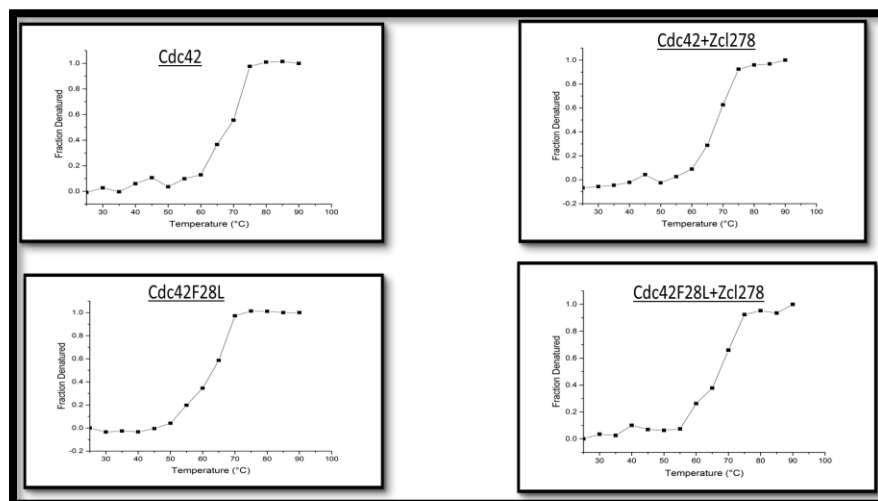 Cdc42
Fraction Denatured
1.0
0.8
0.6
0.4
0.2
0.0
30 40 50 60 70 80 90 100
Temperature (°C)
Cdc42+Zcl278
Fraction Denatured
1.0
0.8
0.6
0.4
0.2
0.0
-0.2
30 40 50 60 70 80 90 100
Temperature (°C)
Cdc42F28L
Fraction Denatured
1.0
0.8
0.6
0.4
0.2
0.0
-0.2
30 40 50 60 70 80 90 100
Temperature (°C)
Cdc42F28L+Zcl278
Fraction Denatured
1.0
0.8
0.6
0.4
0.2
0.0
30 40 50 60 70 80 90 100
Temperature (°C)